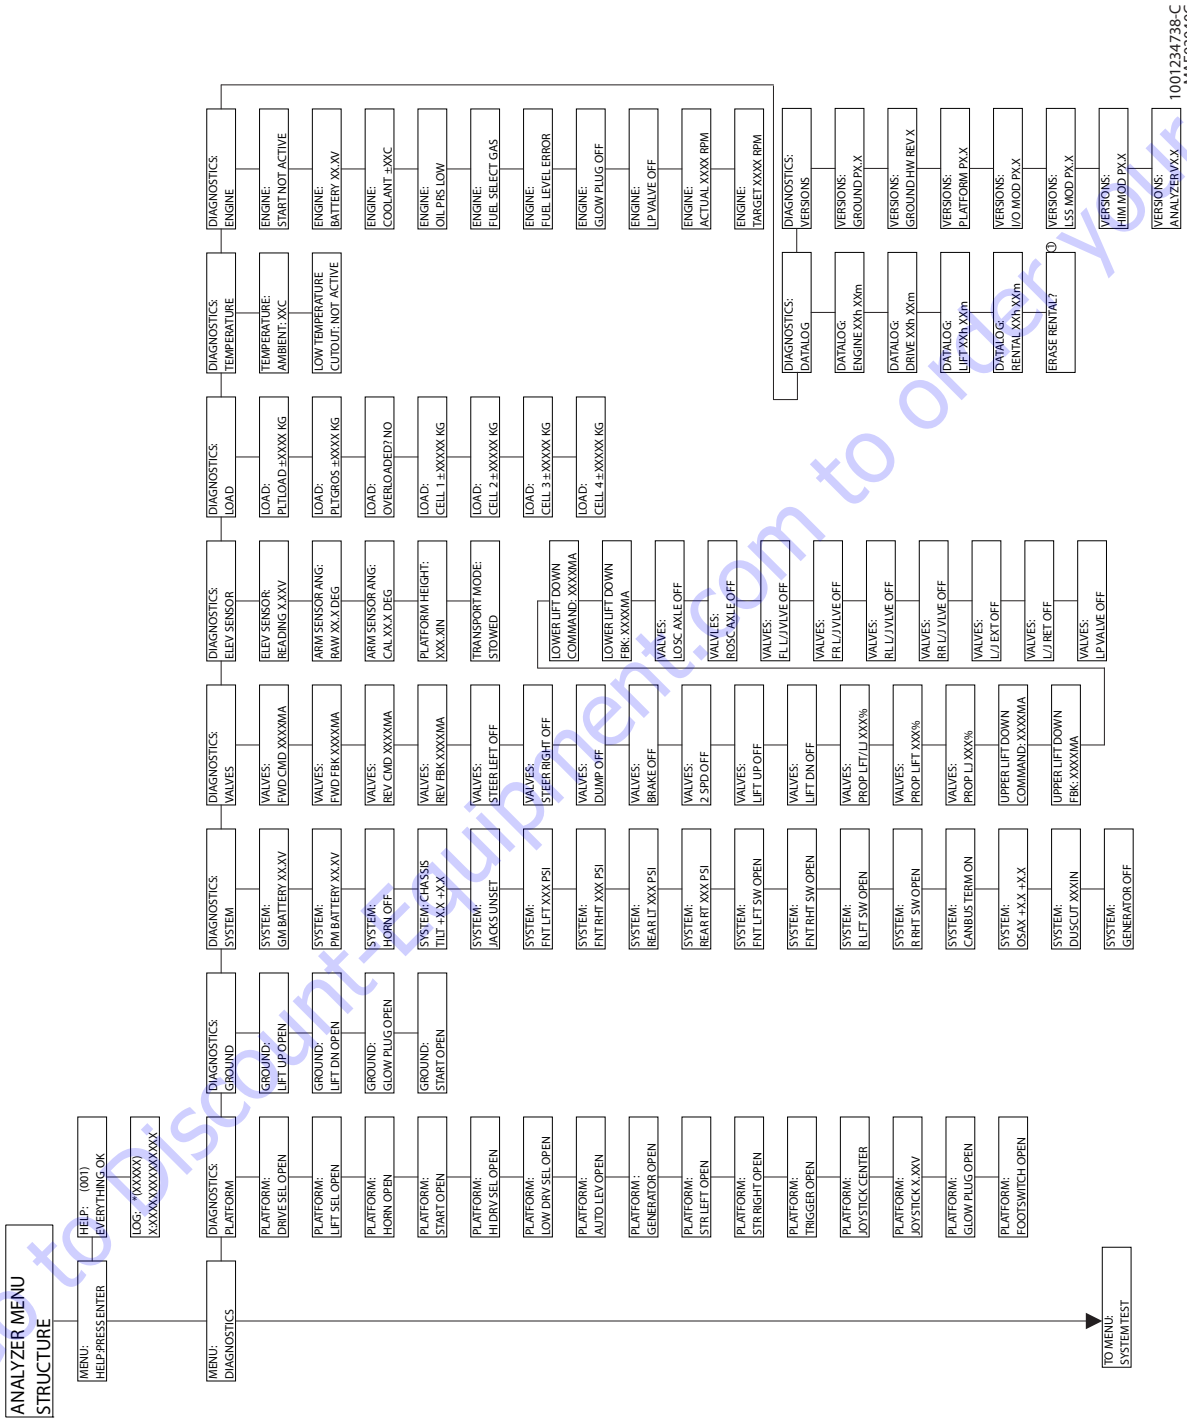 ANALYZER MENU
STRUCTURE
MENU:
HELP:PRESS ENTER
HELP: (001)
EVERYTHING OK
LOG: *(XXXXX)
X:XXXXXXXXXXXXX
MENU:
DIAGNOSTICS
TO MENU:
SYSTEM TEST
DIAGNOSTICS:
PLATFORM
PLATFORM:
DRIVE SEL OPEN
PLATFORM:
LIFT SEL OPEN
PLATFORM:
HORN OPEN
PLATFORM:
START OPEN
PLATFORM:
HI DRV SEL OPEN
PLATFORM:
LOW DRV SEL OPEN
PLATFORM:
AUTO LEV OPEN
PLATFORM:
GENERATOR OPEN
PLATFORM:
STR LEFT OPEN
PLATFORM:
STR RIGHT OPEN
PLATFORM:
TRIGGER OPEN
PLATFORM:
JOYSTICK CENTER
PLATFORM:
JOYSTICK X.XXV
PLATFORM:
GLOW PLUG OPEN
PLATFORM:
FOOTSWITCH OPEN
DIAGNOSTICS:
GROUND
GROUND:
LIFT UP OPEN
GROUND:
LIFT DN OPEN
GROUND:
GLOW PLUG OPEN
GROUND:
START OPEN
DIAGNOSTICS:
SYSTEM
SYSTEM:
GM BATTERY XX.XV
SYSTEM:
PM BATTERY XX.XV
SYSTEM:
HORN OFF
SYSTEM: CHASSIS
TILT +X.X +X.X
SYSTEM:
JACKS UNSET
SYSTEM:
FNT LFT XXX PSI
SYSTEM:
FNT RHT XXX PSI
SYSTEM:
REAR LT XXX PSI
SYSTEM:
REAR RT XXX PSI
SYSTEM:
FNT LFT SW OPEN
SYSTEM:
FNT RHT SW OPEN
SYSTEM:
R LFT SW OPEN
SYSTEM:
R RHT SW OPEN
SYSTEM:
CANBUS TERM ON
SYSTEM:
OSAX +X.X +X.X
SYSTEM:
DUSCUT XXXIN
SYSTEM:
GENERATOR OFF
DIAGNOSTICS:
VALVES
VALVES:
FWD CMD XXXXMA
VALVES:
FWD FBK XXXXMA
VALVES:
REV CMD XXXXMA
VALVES:
REV FBK XXXXMA
VALVES:
STEER LEFT OFF
VALVES:
STEER RIGHT OFF
VALVES:
DUMP OFF
VALVES:
BRAKE OFF
VALVES:
2 SPD OFF
VALVES:
LIFT UP OFF
VALVES:
LIFT DN OFF
VALVES:
PROP LFT/LJ XXX%
VALVES:
PROP LIFT XXX%
VALVES:
PROP L/J XXX%
UPPER LIFT DOWN
COMMAND: XXXXMA
UPPER LIFT DOWN
FBK: XXXXMA
LOWER LIFT DOWN
COMMAND: XXXXMA
LOWER LIFT DOWN
FBK: XXXXMA
VALVES:
LOSC AXLE OFF
VALVLES:
ROSC AXLE OFF
VALVES:
FL L/J VLVE OFF
VALVES:
FR L/J VLVE OFF
VALVES:
RL L/J VLVE OFF
VALVES:
RR L/J VLVE OFF
VALVES:
L/J EXT OFF
VALVES:
L/J RET OFF
VALVES:
LP VALVE OFF
DIAGNOSTICS:
ELEV SENSOR
ELEV SENSOR:
READING X.XXV
ARM SENSOR ANG:
RAW XX.X DEG
ARM SENSOR ANG:
CAL XX.X DEG
PLATFORM HEIGHT:
XXX.XIN
TRANSPORT MODE:
STOWED
DIAGNOSTICS:
LOAD
LOAD:
PLTLOAD ±XXXX KG
LOAD:
PLTGROS ±XXXX KG
LOAD:
OVERLOADED? NO
LOAD:
CELL 1 ± XXXXX KG
LOAD:
CELL 2 ± XXXXX KG
LOAD:
CELL 3 ± XXXXX KG
LOAD:
CELL 4 ± XXXXX KG
DIAGNOSTICS:
TEMPERATURE
TEMPERATURE:
AMBIENT: XXC
LOW TEMPERATURE
CUTOUT: NOT ACTIVE
DIAGNOSTICS:
ENGINE
ENGINE:
START NOT ACTIVE
ENGINE:
BATTERY XX.XV
ENGINE:
COOLANT ±XXC
ENGINE:
OIL PRS LOW
ENGINE:
FUEL SELECT GAS
ENGINE:
FUEL LEVEL ERROR
ENGINE:
GLOW PLUG OFF
ENGINE:
LP VALVE OFF
ENGINE:
ACTUAL XXXX RPM
ENGINE:
TARGET XXXX RPM
DIAGNOSTICS:
DATALOG
DATALOG:
ENGINE XXh XXm
DATALOG:
DRIVE XXh XXm
DATALOG:
LIFT XXh XXm
DATALOG:
RENTAL XXh XXm
ERASE RENTAL?
①
DIAGNOSTICS:
VERSIONS
VERSIONS:
GROUND PX.X
VERSIONS:
GROUND HW REV X
VERSIONS:
PLATFORM PX.X
VERSIONS:
I/O MOD PX.X
VERSIONS:
LSS MOD PX.X
VERSIONS:
HIM MOD PX.X
VERSIONS:
ANALYZER VX.X
1001234738-C
to Discount-Equipment.com to order your